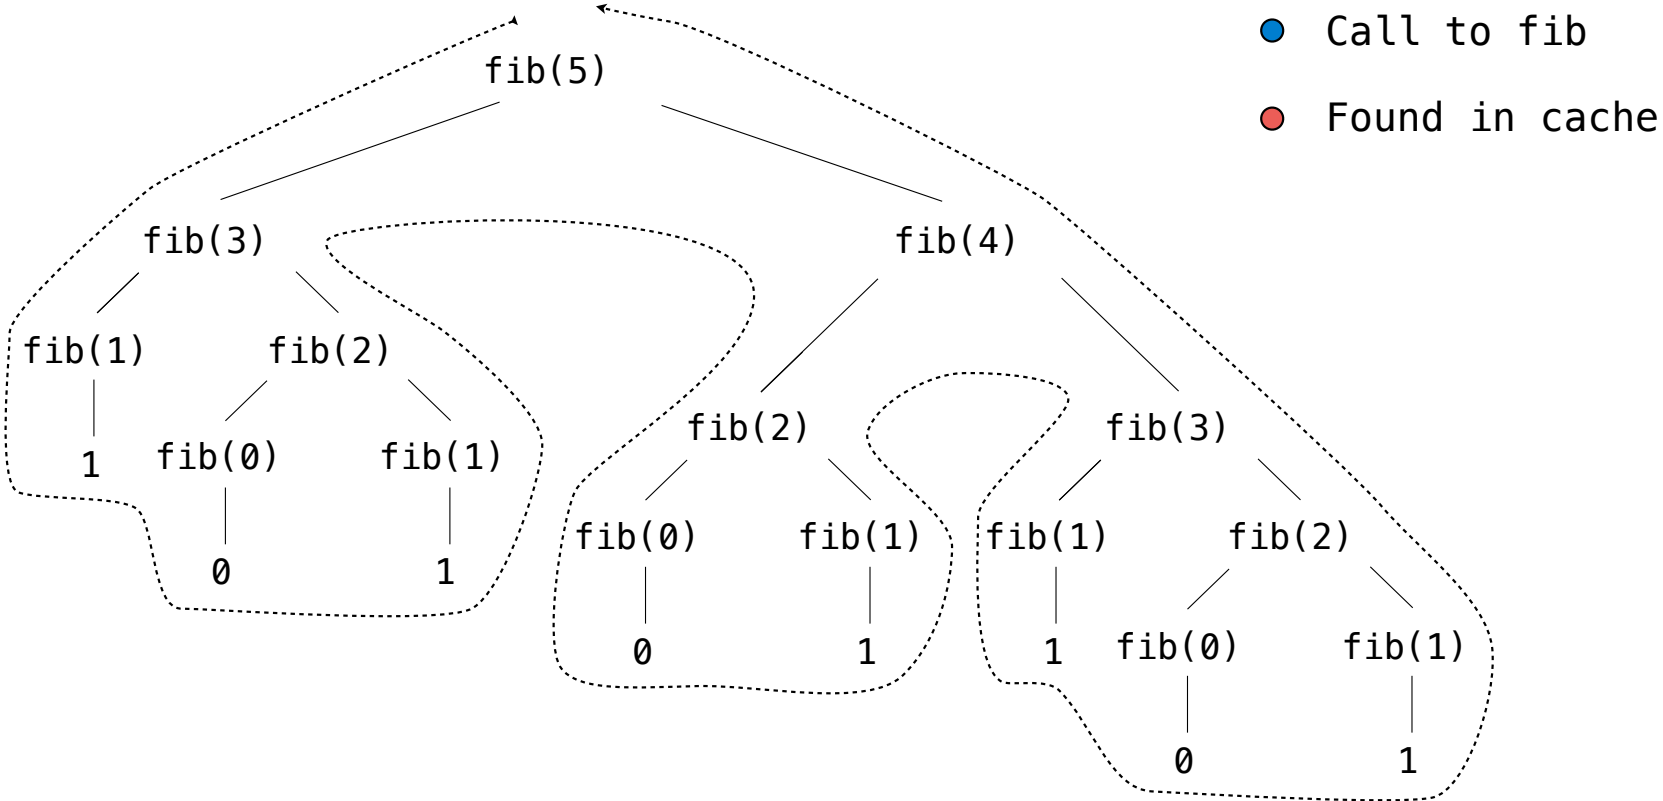 Call to fib
fib(5)
Found in cache
fib(3) fib(4)
fib(1) fib(2)
fib(2) fib(3)
1 fib(0) fib(1)
fib(0) fib(1) fib(1) fib(2)
0 1
0 1 1 fib(0) fib(1)
0 1